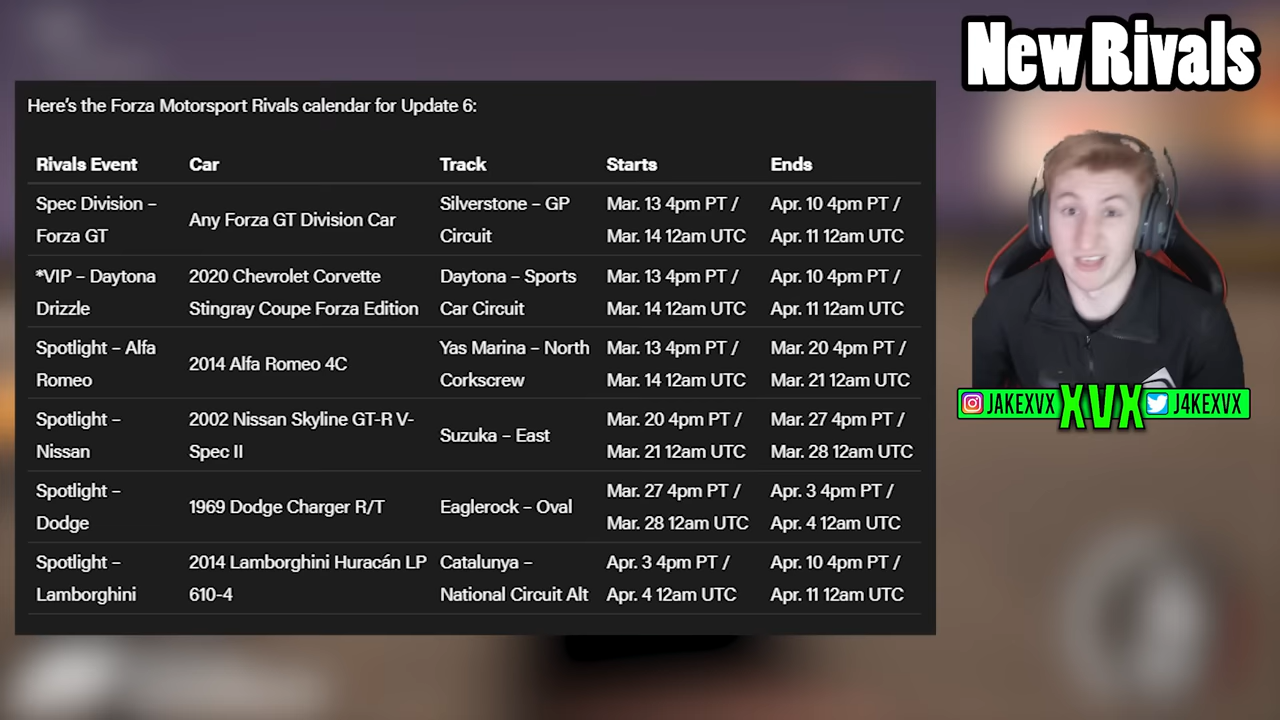 New Rivals
Here's the Forza Motorsport Rivals calendar for Update 6:
Rivals Event Car Track Starts Ends
Spec Division – Forza GT Any Forza GT Division Car Silverstone – GP Circuit Mar. 13 4pm PT / Mar. 14 12am UTC Apr. 10 4pm PT / Apr. 11 12am UTC
*VIP – Daytona Drizzle 2020 Chevrolet Corvette Stingray Coupe Forza Edition Daytona – Sports Car Circuit Mar. 13 4pm PT / Mar. 14 12am UTC Apr. 10 4pm PT / Apr. 11 12am UTC
Spotlight – Alfa Romeo 2014 Alfa Romeo 4C Yas Marina – North Corkscrew Mar. 13 4pm PT / Mar. 14 12am UTC Mar. 20 4pm PT / Mar. 21 12am UTC
Spotlight – Nissan 2002 Nissan Skyline GT-R V-Spec II Suzuka – East Mar. 20 4pm PT / Mar. 21 12am UTC Mar. 27 4pm PT / Mar. 28 12am UTC
Spotlight – Dodge 1969 Dodge Charger R/T Eaglerock – Oval Mar. 27 4pm PT / Mar. 28 12am UTC Apr. 3 4pm PT / Apr. 4 12am UTC
Spotlight – Lamborghini 2014 Lamborghini Huracán LP 610-4 Catalunya – National Circuit Alt Apr. 3 4pm PT / Apr. 4 12am UTC Apr. 10 4pm PT / Apr. 11 12am UTC
JAKEXVX XVX J4KEXVX